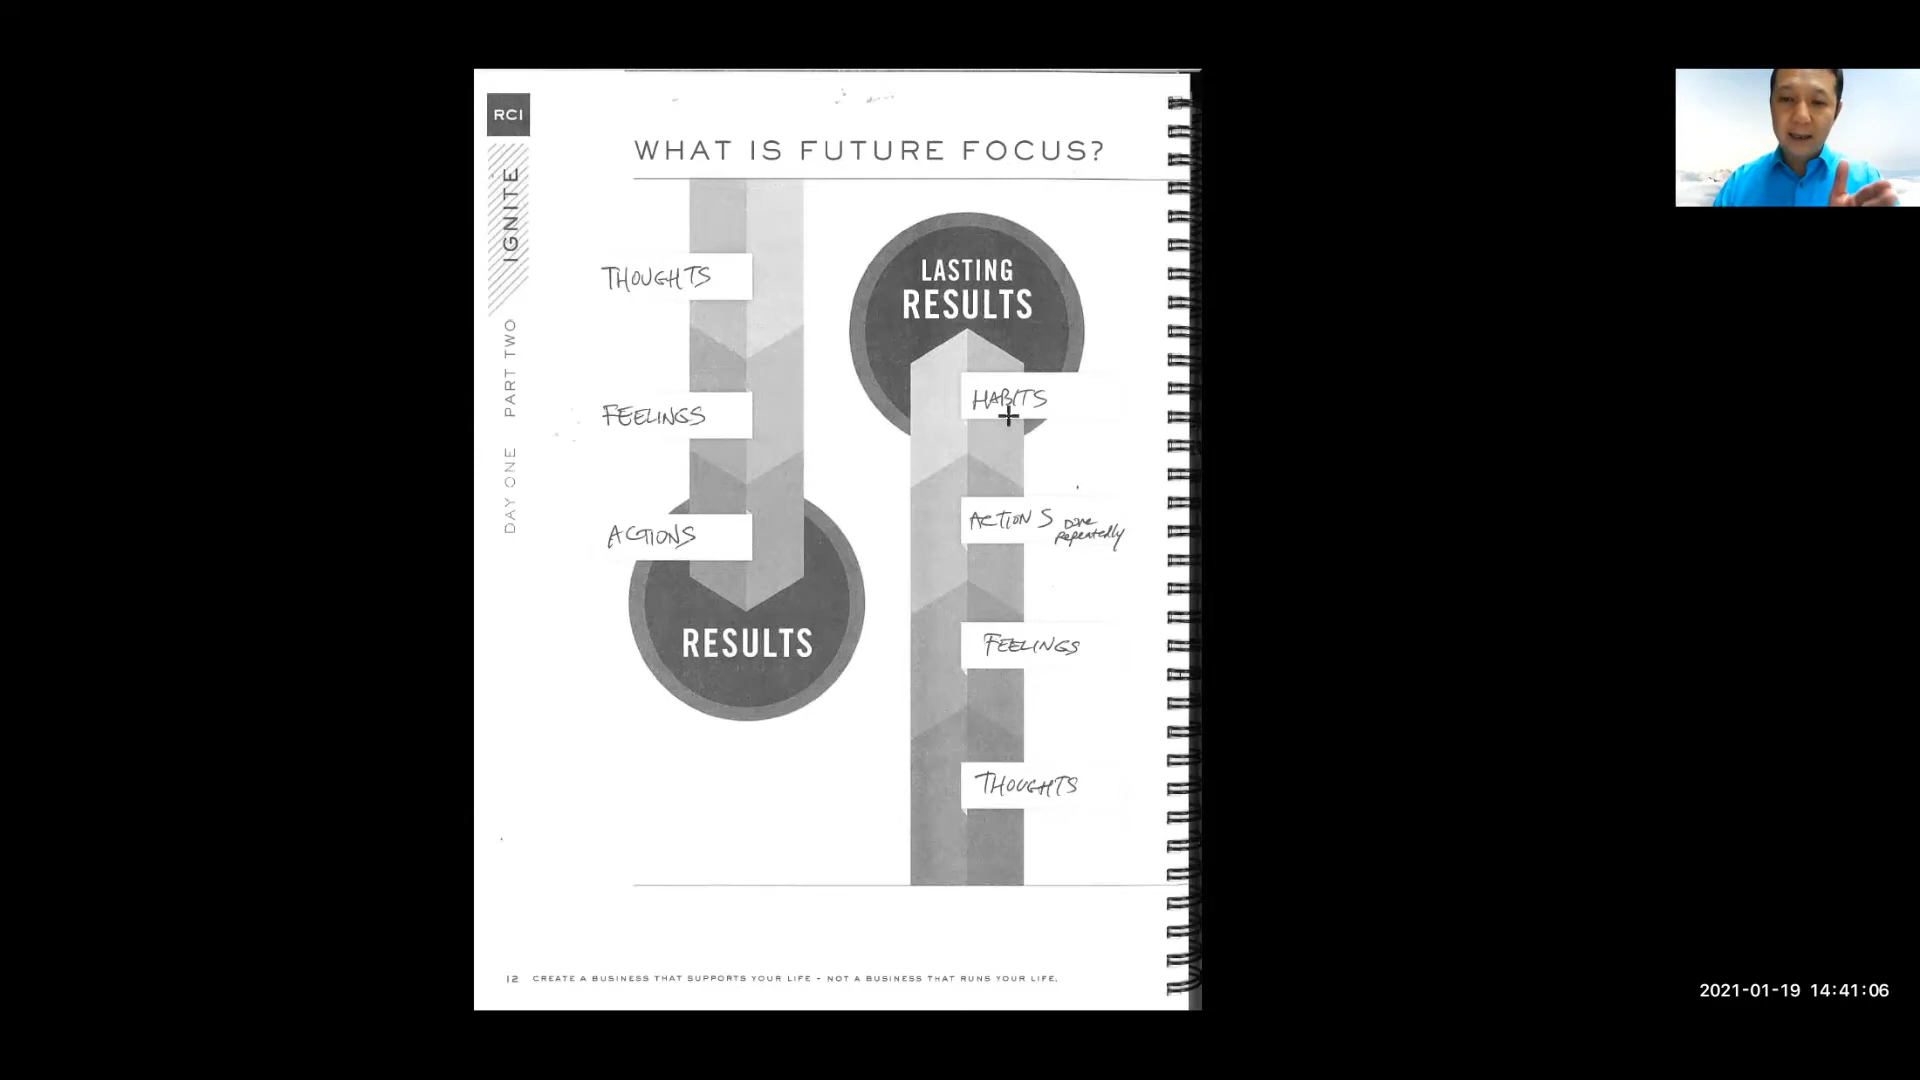 RCI
IGNITE
DAY ONE PART TWO
WHAT IS FUTURE FOCUS?
THOUGHTS
FEELINGS
ACTIONS
RESULTS
LASTING
RESULTS
HABITS
ACTIONS Done
repeatedly
FEELINGS
THOUGHTS
12 CREATE A BUSINESS THAT SUPPORTS YOUR LIFE - NOT A BUSINESS THAT RUNS YOUR LIFE.
2021-01-19 14:41:06